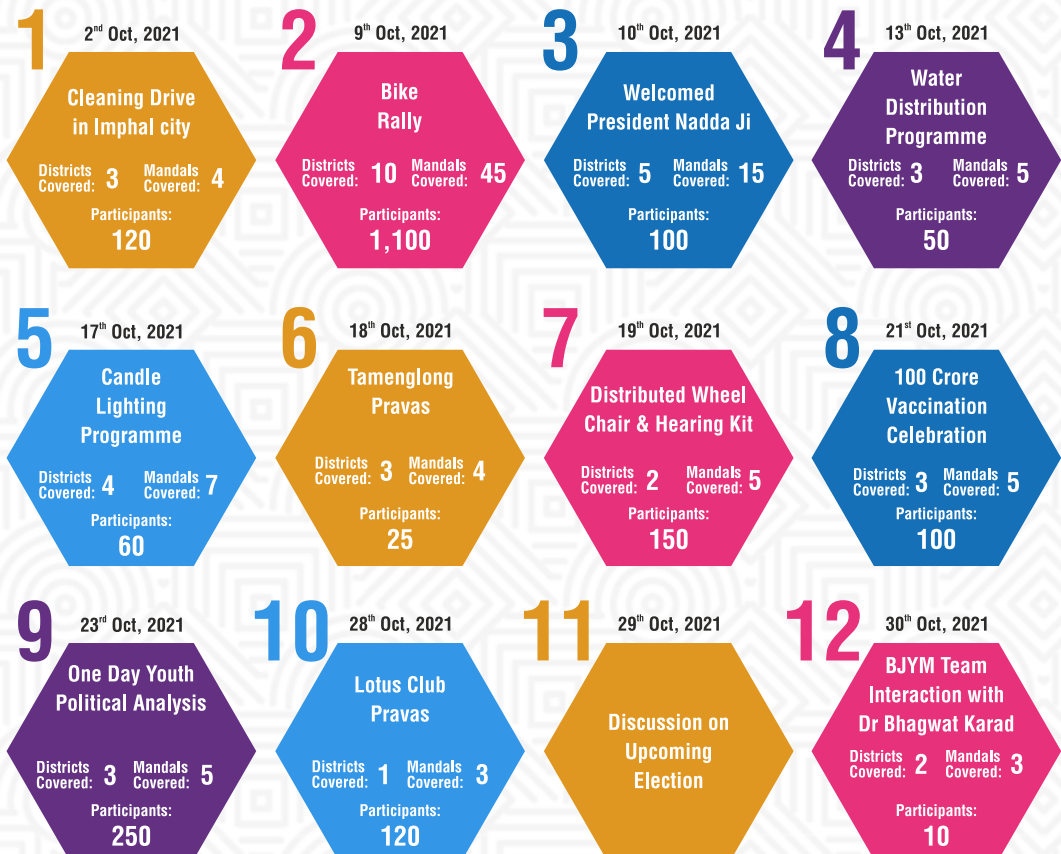 1
2nd Oct, 2021
Cleaning Drive
in Imphal city
Districts
Covered: 3
Mandals
Covered: 4
Participants:
120
2
9th Oct, 2021
Bike
Rally
Districts
Covered: 10
Mandals
Covered: 45
Participants:
1,100
3
10th Oct, 2021
Welcomed
President Nadda Ji
Districts
Covered: 5
Mandals
Covered: 15
Participants:
100
4
13th Oct, 2021
Water
Distribution
Programme
Districts
Covered: 3
Mandals
Covered: 5
Participants:
50
5
17th Oct, 2021
Candle
Lighting
Programme
Districts
Covered: 4
Mandals
Covered: 7
Participants:
60
6
18th Oct, 2021
Tamenglong
Pravas
Districts
Covered: 3
Mandals
Covered: 4
Participants:
25
7
19th Oct, 2021
Distributed Wheel
Chair & Hearing Kit
Districts
Covered: 2
Mandals
Covered: 5
Participants:
150
8
21st Oct, 2021
100 Crore
Vaccination
Celebration
Districts
Covered: 3
Mandals
Covered: 5
Participants:
100
9
23rd Oct, 2021
One Day Youth
Political Analysis
Districts
Covered: 3
Mandals
Covered: 5
Participants:
250
10
28th Oct, 2021
Lotus Club
Pravas
Districts
Covered: 1
Mandals
Covered: 3
Participants:
120
11
29th Oct, 2021
Discussion on
Upcoming
Election
12
30th Oct, 2021
BJYM Team
Interaction with
Dr Bhagwat Karad
Districts
Covered: 2
Mandals
Covered: 3
Participants:
10